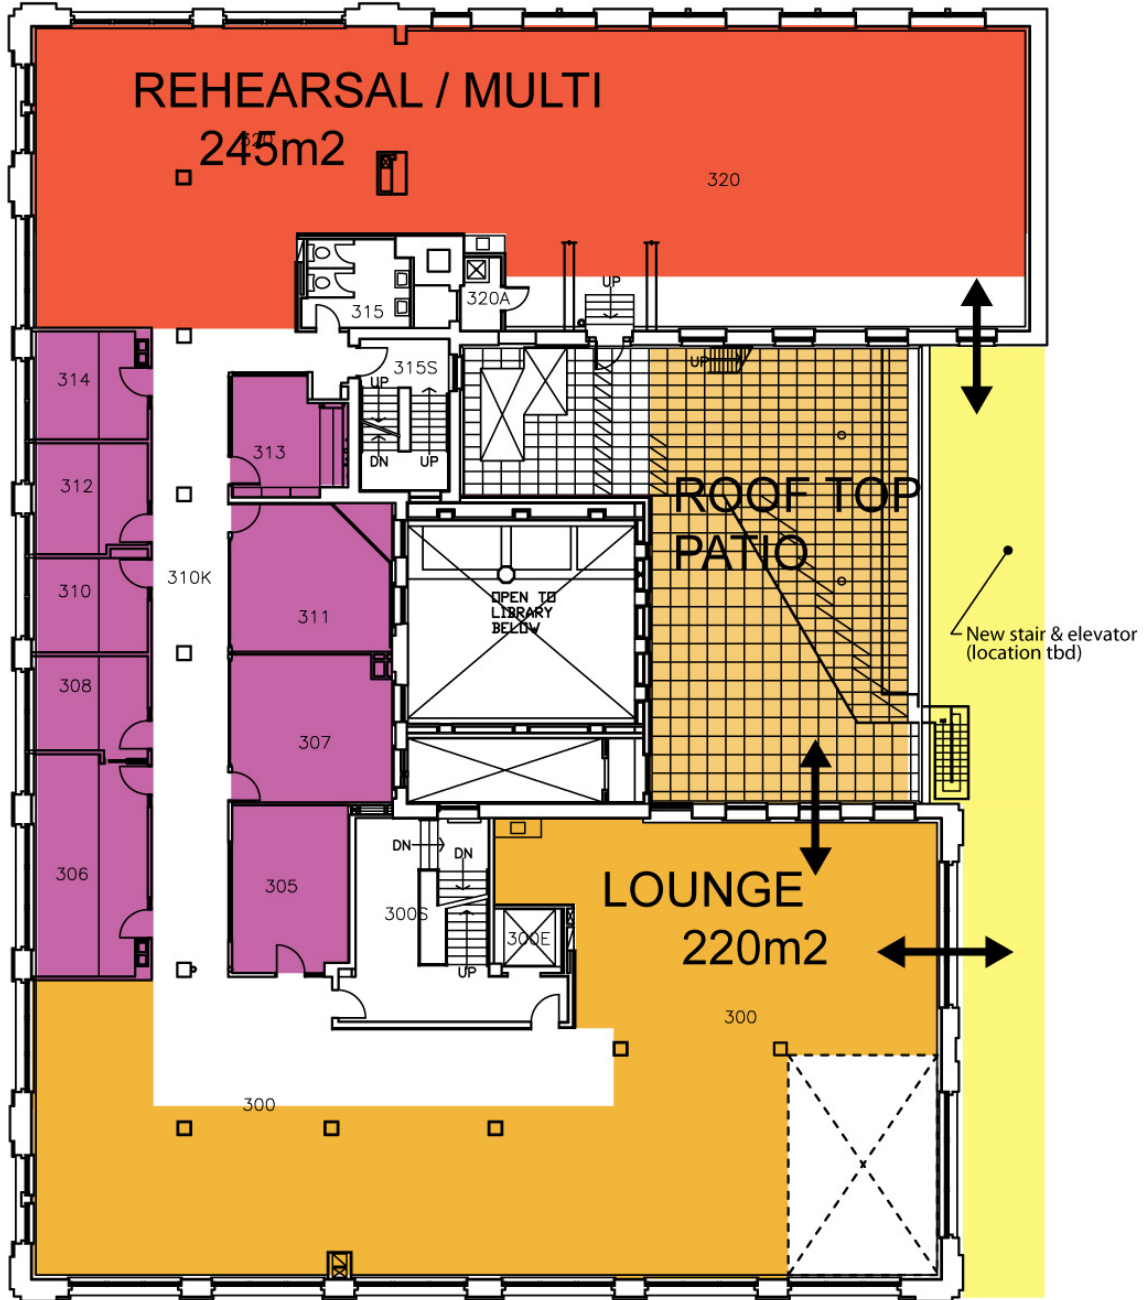 REHEARSAL / MULTI
245m2
320
320
UP
315
320A
315S
UP
UP
314
313
DN
UP
312
ROOF TOP
PATIO
310K
310
OPEN TO
LIBRARY
BELOW
311
New stair & elevator
(location tbd)
308
307
DN
DN
306
305
LOUNGE
300S
300E
220m2
UP
300
300